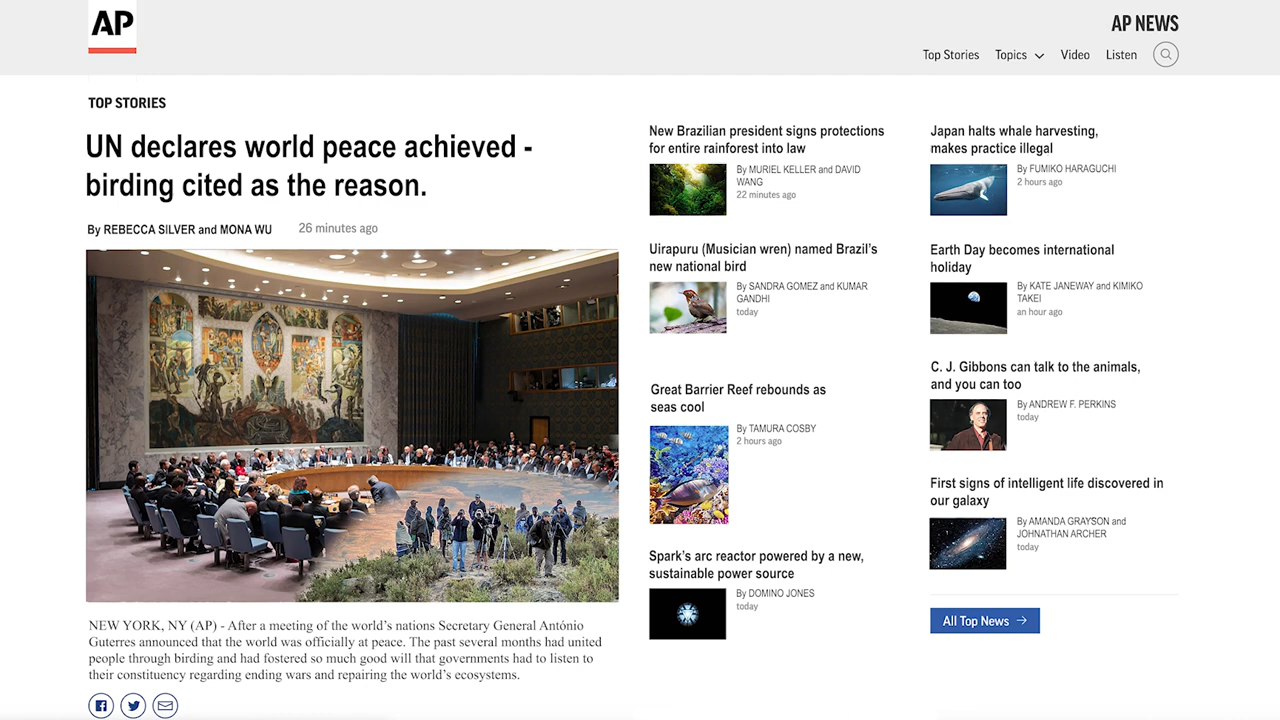 AP
AP NEWS
Top Stories Topics Video Listen
TOP STORIES
UN declares world peace achieved -
birding cited as the reason.
By REBECCA SILVER and MONA WU 26 minutes ago
NEW YORK, NY (AP) - After a meeting of the world's nations Secretary General António
Guterres announced that the world was officially at peace. The past several months had united
people through birding and had fostered so much good will that governments had to listen to
their constituency regarding ending wars and repairing the world's ecosystems.
New Brazilian president signs protections
for entire rainforest into law
By MURIEL KELLER and DAVID
WANG
22 minutes ago
Uirapuru (Musician wren) named Brazil's
new national bird
By SANDRA GOMEZ and KUMAR
GANDHI
today
Great Barrier Reef rebounds as
seas cool
By TAMURA COSBY
2 hours ago
Spark's arc reactor powered by a new,
sustainable power source
By DOMINO JONES
today
Japan halts whale harvesting,
makes practice illegal
By FUMIKO HARAGUCHI
2 hours ago
Earth Day becomes international
holiday
By KATE JANEWAY and KIMIKO
TAKEI
an hour ago
C. J. Gibbons can talk to the animals,
and you can too
By ANDREW F. PERKINS
today
First signs of intelligent life discovered in
our galaxy
By AMANDA GRAYSON and
JOHNATHAN ARCHER
today
All Top News →